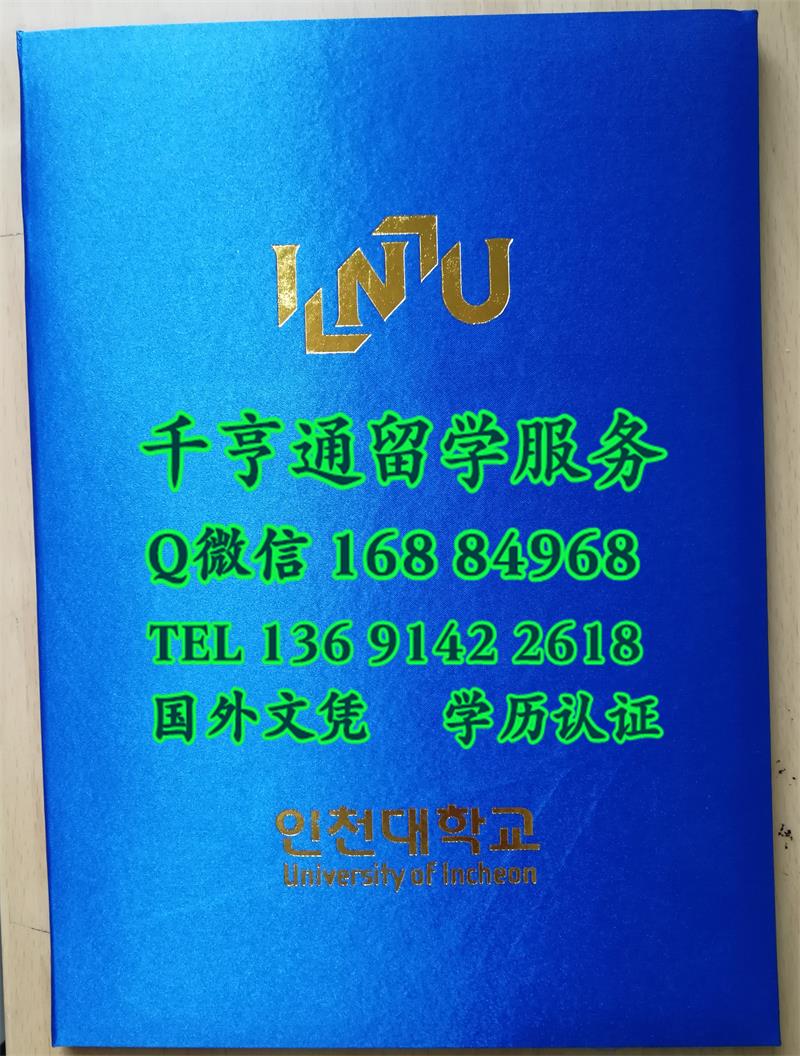 INU
千亨通留学服务
Q微信 168 84968
TEL 136 9142 2618
国外文凭 学历认证
인천대학교
University of Incheon